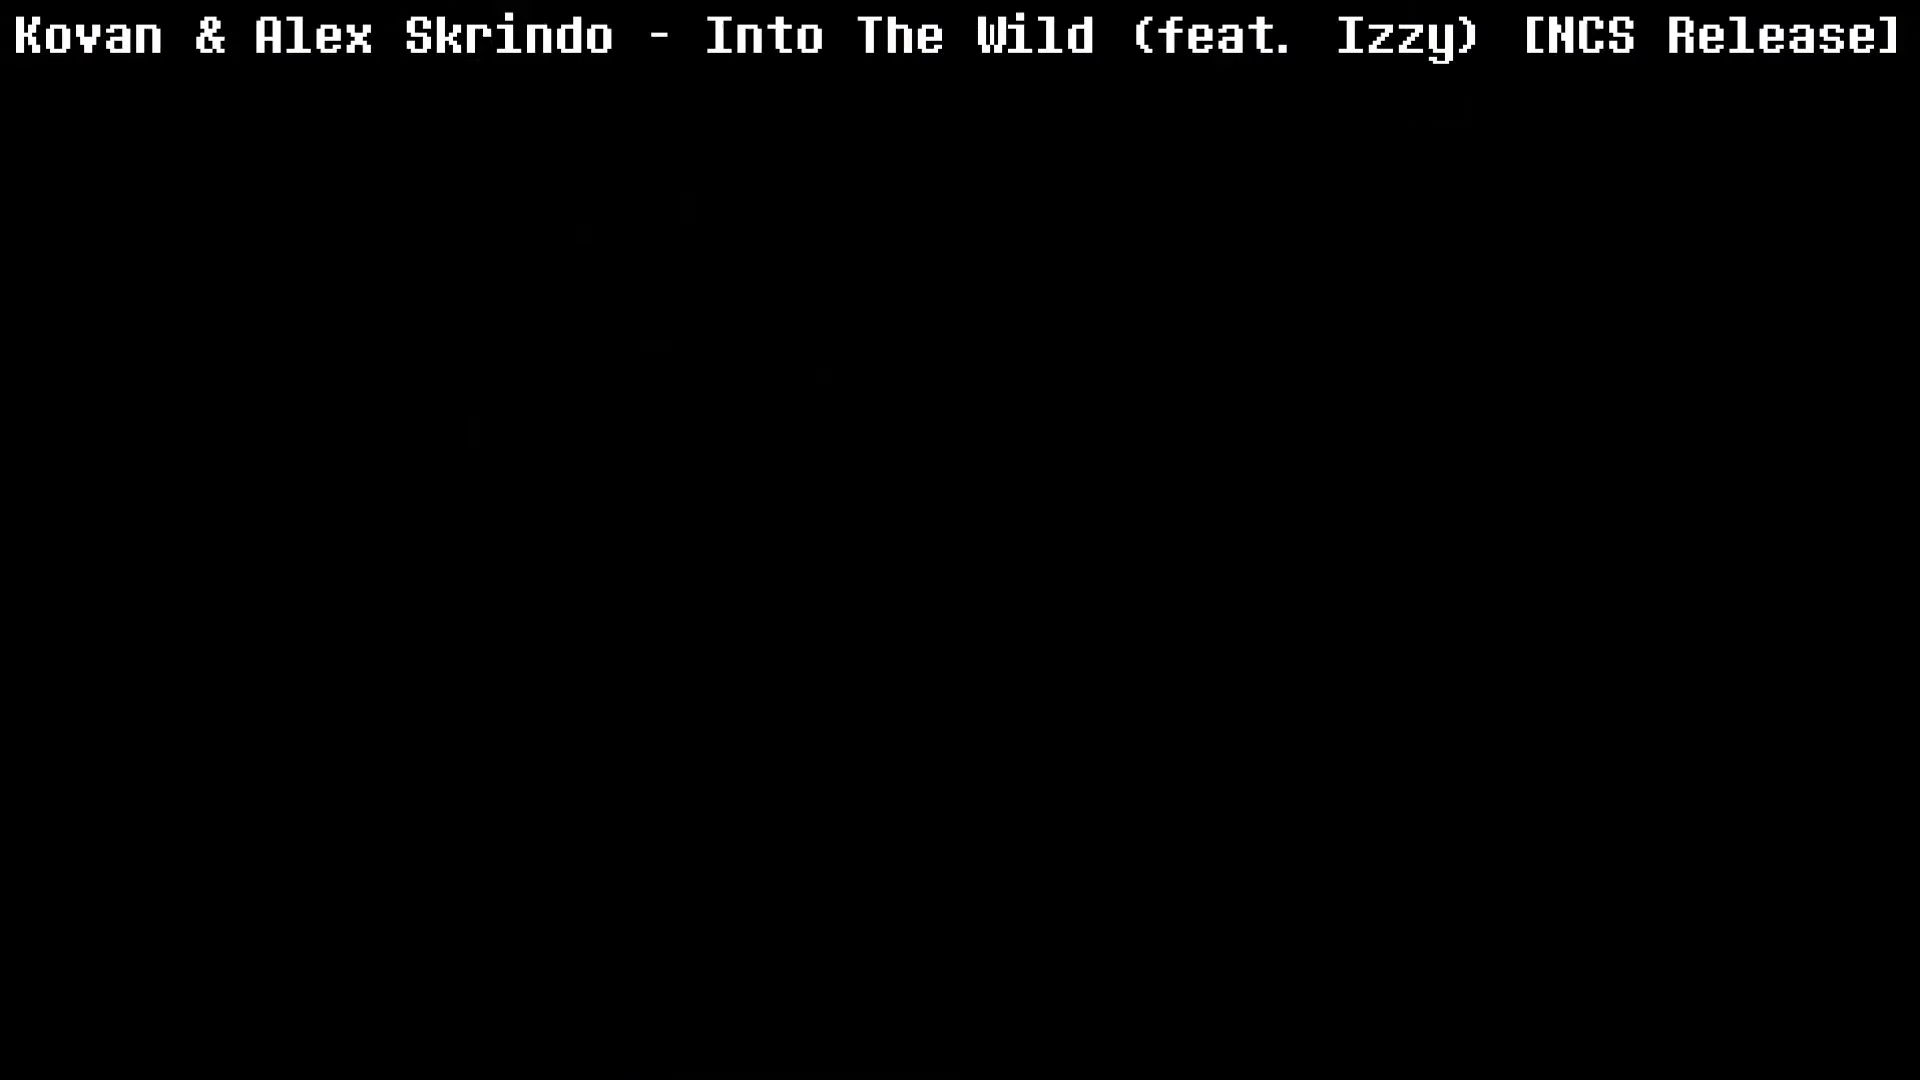 Kovan & Alex Skrindo - Into The Wild (feat. Izzy) [NCS Release]